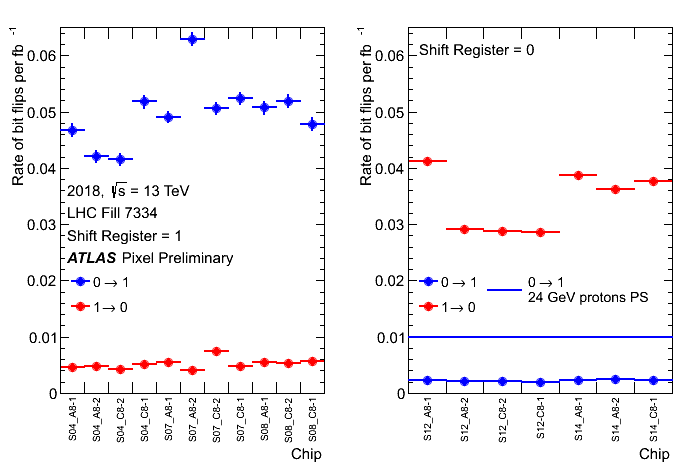 Rate of bit flips per fb -1
0.06
0.05
0.04
0.03
0.02
0.01
0
2018, √s = 13 TeV
LHC Fill 7334
Shift Register = 1
ATLAS Pixel Preliminary
0→1
1→0
S04_A8-1
S04_A8-2
S04_C8-2
S04_C8-1
S07_A8-1
S07_A8-2
S07_C8-2
S07_C8-1
S08_A8-1
S08_C8-2
S08_C8-1
Chip
Rate of bit flips per fb -1
0.06
0.05
0.04
0.03
0.02
0.01
0
Shift Register = 0
0→1
1→0
0→1
24 GeV protons PS
S12_A8-1
S12_A8-2
S12_C8-2
S12-C8-1
S14_A8-1
S14_A8-2
S14_C8-1
Chip